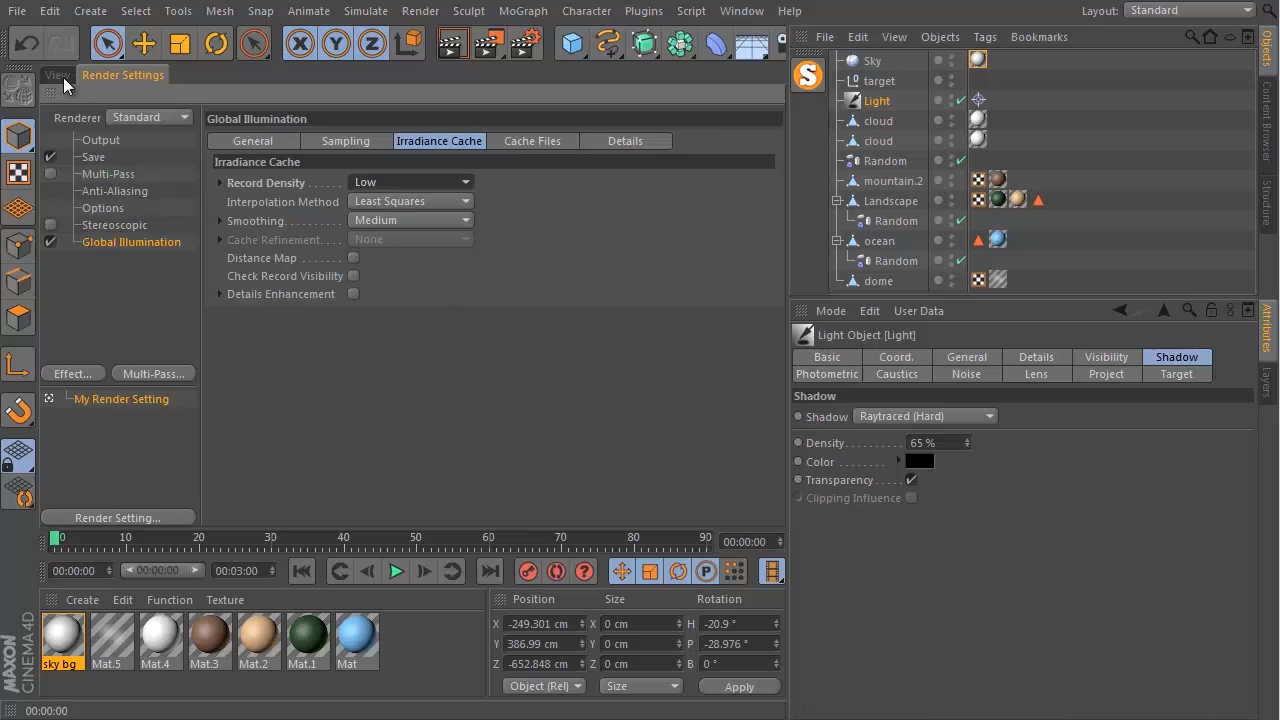 File Edit Create Select Tools Mesh Snap Animate Simulate Render Sculpt MoGraph Character Plugins Script Window Help Layout: Standard
X Y Z
File Edit View Objects Tags Bookmarks
View Render Settings
Renderer Standard
Output
Save
Multi-Pass
Anti-Aliasing
Options
Stereoscopic
Global Illumination
Effect... Multi-Pass...
My Render Setting
Render Setting...
Global Illumination
General Sampling Irradiance Cache Cache Files Details
Irradiance Cache
Record Density ...... Low
Interpolation Method Least Squares
Smoothing........... Medium
Cache Refinement.... None
Distance Map
Check Record Visibility
Details Enhancement
S
Sky
target
Light
cloud
cloud
Random
mountain.2
Landscape
Random
ocean
Random
dome
Objects
Content Browser
Structure
Mode Edit User Data
Light Object [Light]
Basic Coord. General Details Visibility Shadow
Photometric Caustics Noise Lens Project Target
Shadow
Shadow Raytraced (Hard)
Density.......... 65 %
Color ........
Transparency.....
Clipping Influence
Attributes
Layers
0 10 20 30 40 50 60 70 80 90 00:00:00
00:00:00 00:00:00 00:03:00
P
Create Edit Function Texture
sky bg Mat.5 Mat.4 Mat.3 Mat.2 Mat.1 Mat
Position Size Rotation
X -249.301 cm X 0 cm H -20.9 °
Y 386.99 cm Y 0 cm P -28.976 °
Z -652.848 cm Z 0 cm B 0 °
Object (Rel) Size Apply
MAXON CINEMA4D
00:00:00